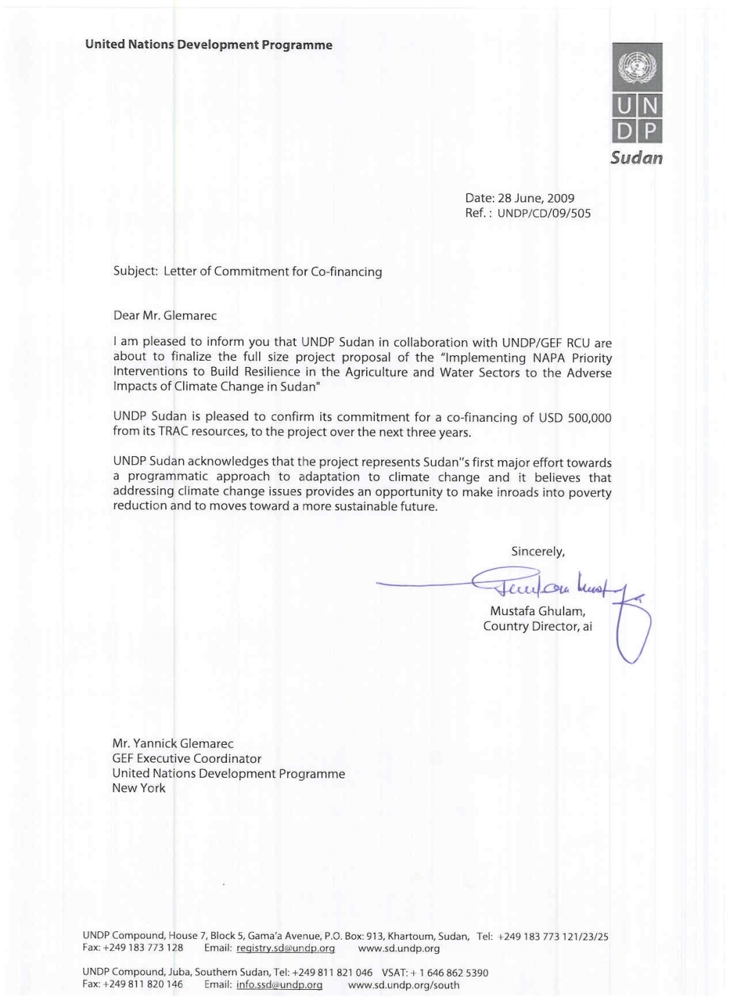 United Nations Development Programme
U N
D P
Sudan
Date: 28 June, 2009
Ref. : UNDP/CD/09/505
Subject: Letter of Commitment for Co-financing
Dear Mr. Glemarec
I am pleased to inform you that UNDP Sudan in collaboration with UNDP/GEF RCU are
about to finalize the full size project proposal of the “Implementing NAPA Priority
Interventions to Build Resilience in the Agriculture and Water Sectors to the Adverse
Impacts of Climate Change in Sudan"
UNDP Sudan is pleased to confirm its commitment for a co-financing of USD 500,000
from its TRAC resources, to the project over the next three years.
UNDP Sudan acknowledges that the project represents Sudan"s first major effort towards
a programmatic approach to adaptation to climate change and it believes that
addressing climate change issues provides an opportunity to make inroads into poverty
reduction and to moves toward a more sustainable future.
Sincerely,
Mustafa Ghulam,
Country Director, ai
Mr. Yannick Glemarec
GEF Executive Coordinator
United Nations Development Programme
New York
UNDP Compound, House 7, Block 5, Gama’a Avenue, P.O. Box: 913, Khartoum, Sudan, Tel: +249 183 773 121/23/25
Fax: +249 183 773 128 Email: registry.sd@undp.org www.sd.undp.org
UNDP Compound, Juba, Southern Sudan, Tel: +249 811 821 046 VSAT: + 1 646 862 5390
Fax: +249 811 820 146 Email: info.ssd@undp.org www.sd.undp.org/south